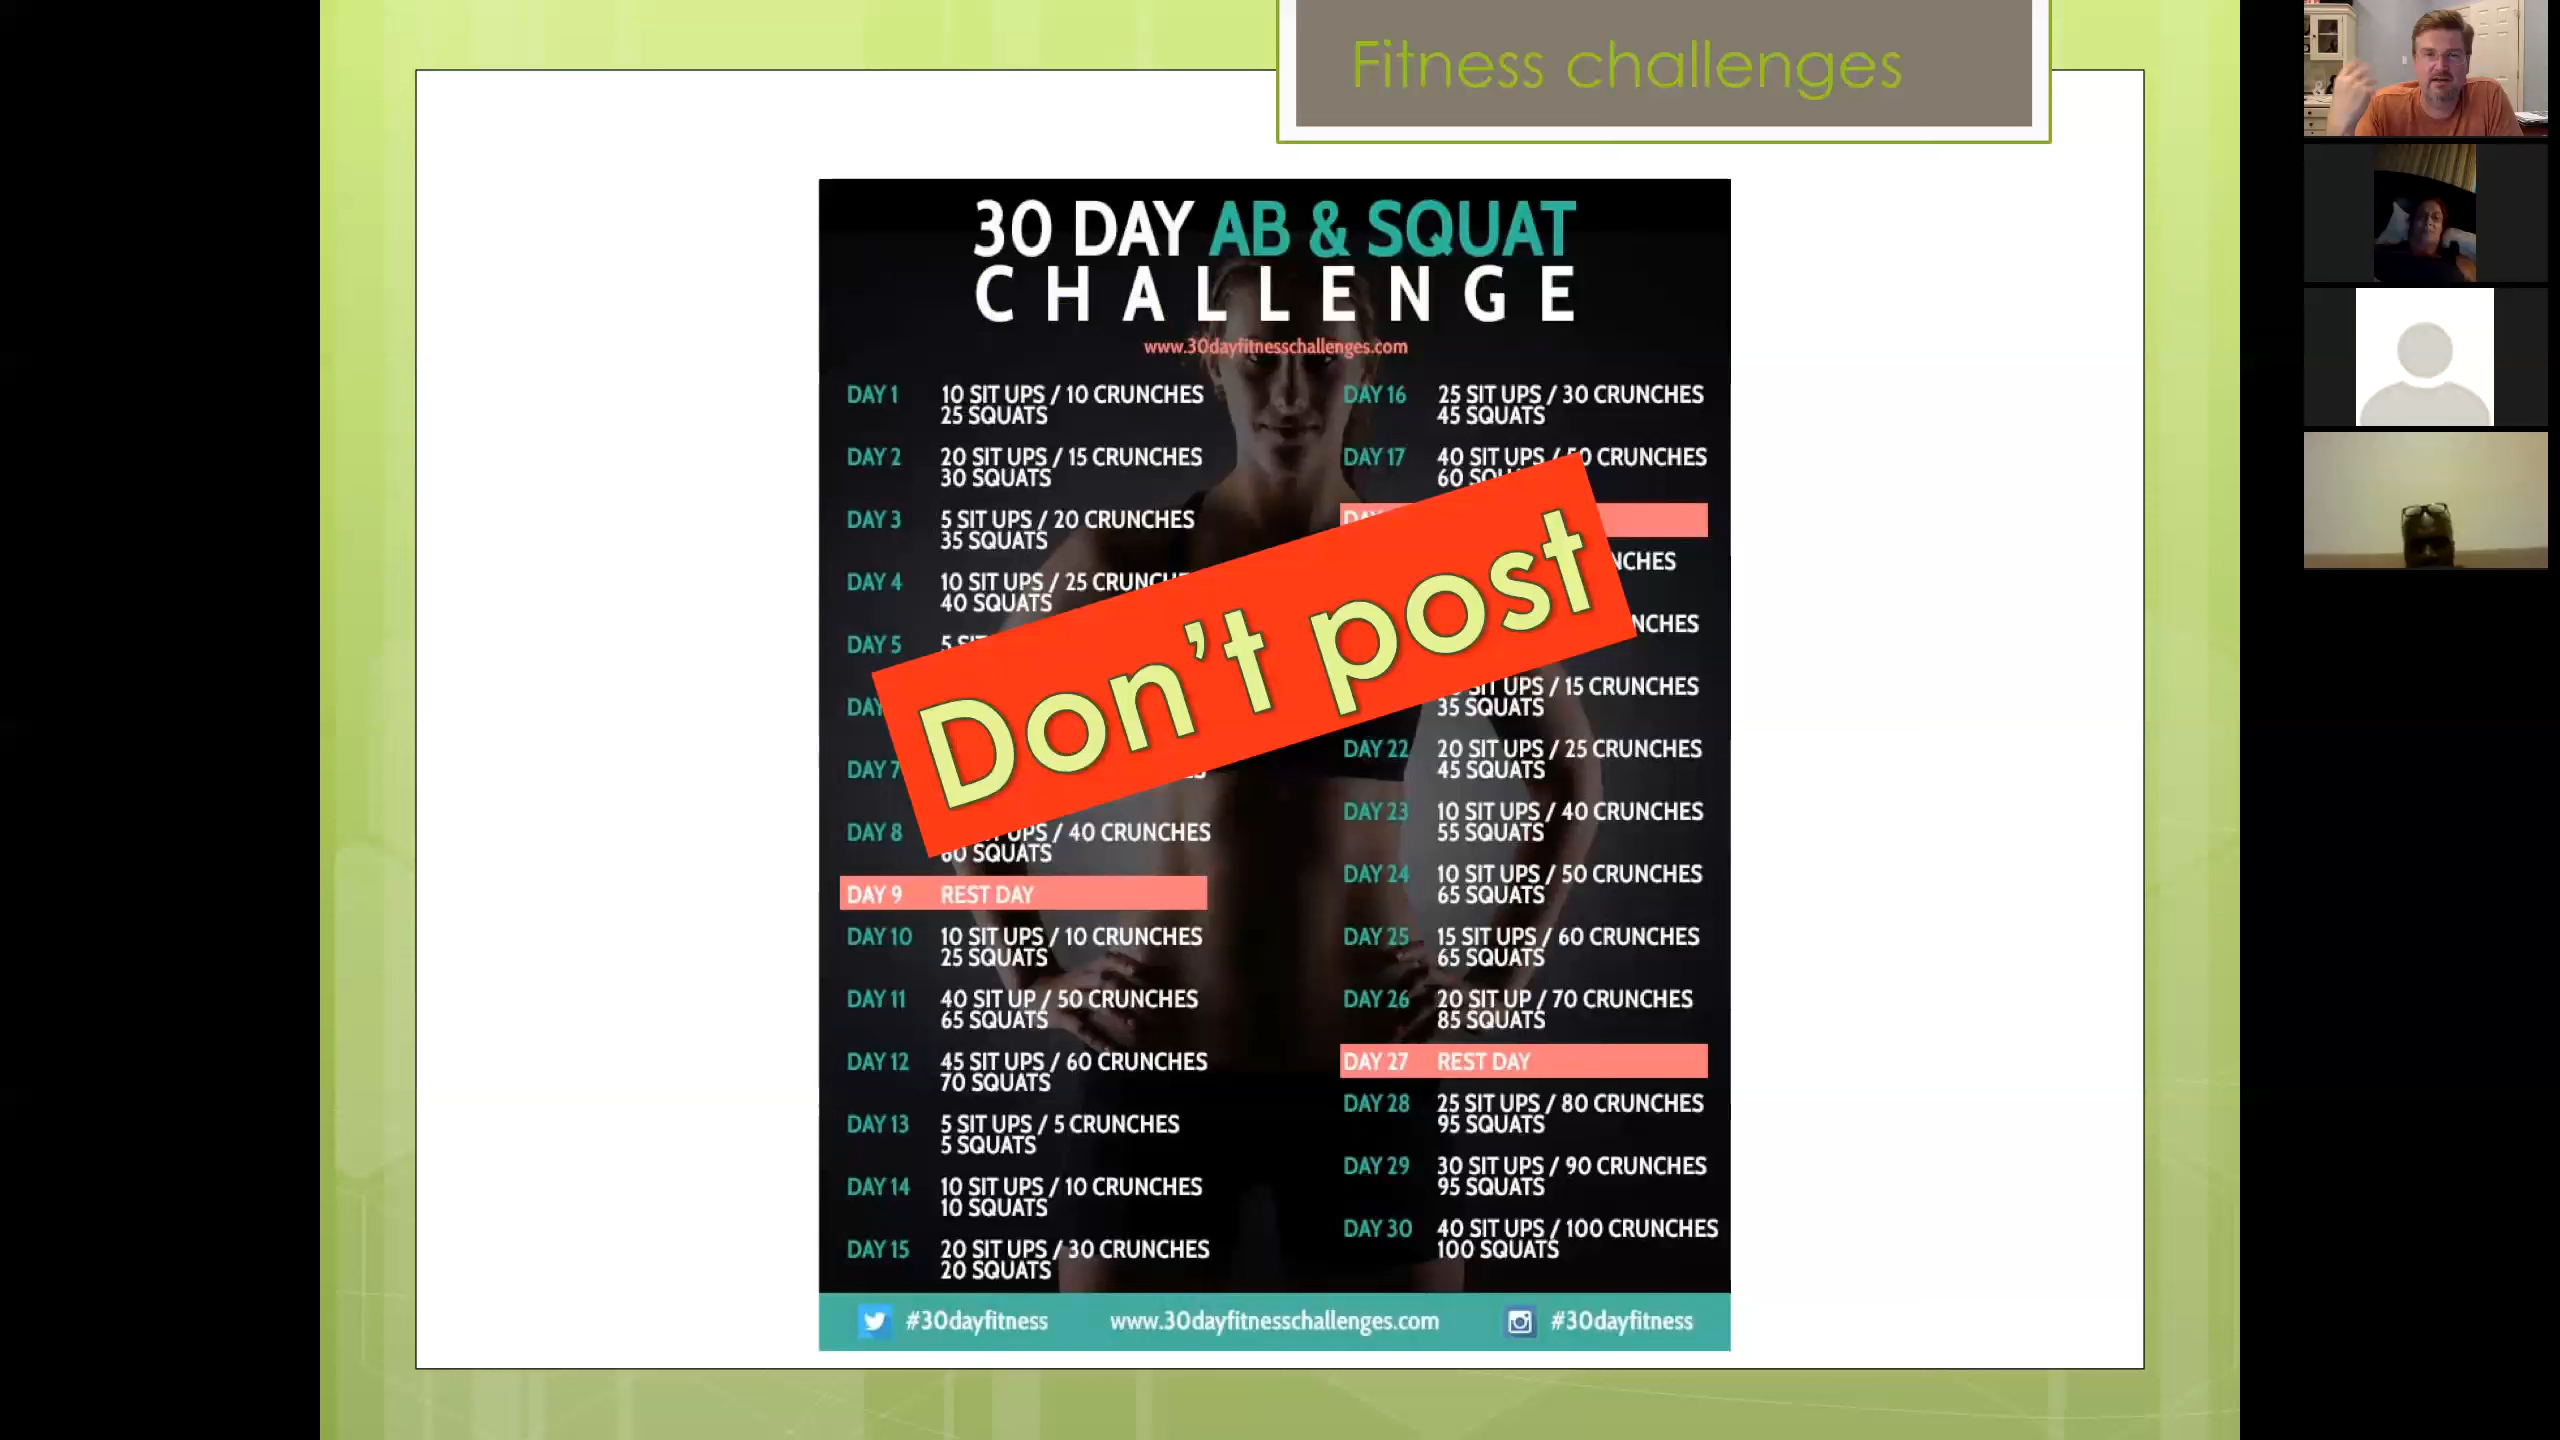 Fitness challenges
30 DAY AB & SQUAT
CHALLENGE
www.30dayfitnesschallenges.com
DAY 1 10 SIT UPS / 10 CRUNCHES
25 SQUATS
DAY 2 20 SIT UPS / 15 CRUNCHES
30 SQUATS
DAY 3 5 SIT UPS / 20 CRUNCHES
35 SQUATS
DAY 4 10 SIT UPS / 25
40 SQUATS
DAY 5 5
DAY
DAY 7
DAY 8 UPS / 40 CRUNCHES
60 SQUATS
DAY 9 REST DAY
DAY 10 10 SIT UPS / 10 CRUNCHES
25 SQUATS
DAY 11 40 SIT UP / 50 CRUNCHES
65 SQUATS
DAY 12 45 SIT UPS / 60 CRUNCHES
70 SQUATS
DAY 13 5 SIT UPS / 5 CRUNCHES
5 SQUATS
DAY 14 10 SIT UPS / 10 CRUNCHES
10 SQUATS
DAY 15 20 SIT UPS / 30 CRUNCHES
20 SQUATS
DAY 16 25 SIT UPS / 30 CRUNCHES
45 SQUATS
DAY 17 40 SIT UPS / CRUNCHES
60
Don't post
SIT UPS / 15 CRUNCHES
35 SQUATS
DAY 22 20 SIT UPS / 25 CRUNCHES
45 SQUATS
DAY 23 10 SIT UPS / 40 CRUNCHES
55 SQUATS
DAY 24 10 SIT UPS / 50 CRUNCHES
65 SQUATS
DAY 25 15 SIT UPS / 60 CRUNCHES
65 SQUATS
DAY 26 20 SIT UP / 70 CRUNCHES
85 SQUATS
DAY 27 REST DAY
DAY 28 25 SIT UPS / 80 CRUNCHES
95 SQUATS
DAY 29 30 SIT UPS / 90 CRUNCHES
95 SQUATS
DAY 30 40 SIT UPS / 100 CRUNCHES
100 SQUATS
#30dayfitness www.30dayfitnesschallenges.com #30dayfitness